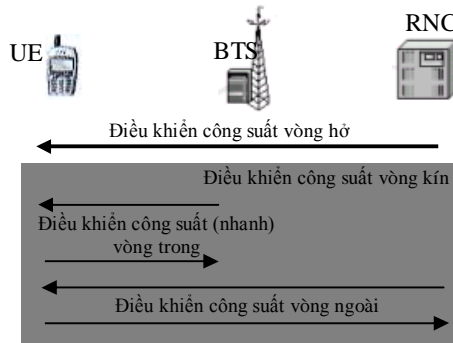 UE
BTS
RNC
Điều khiển công suất vòng hở
Điều khiển công suất vòng kín
Điều khiển công suất (nhanh)
vòng trong
Điều khiển công suất vòng ngoài